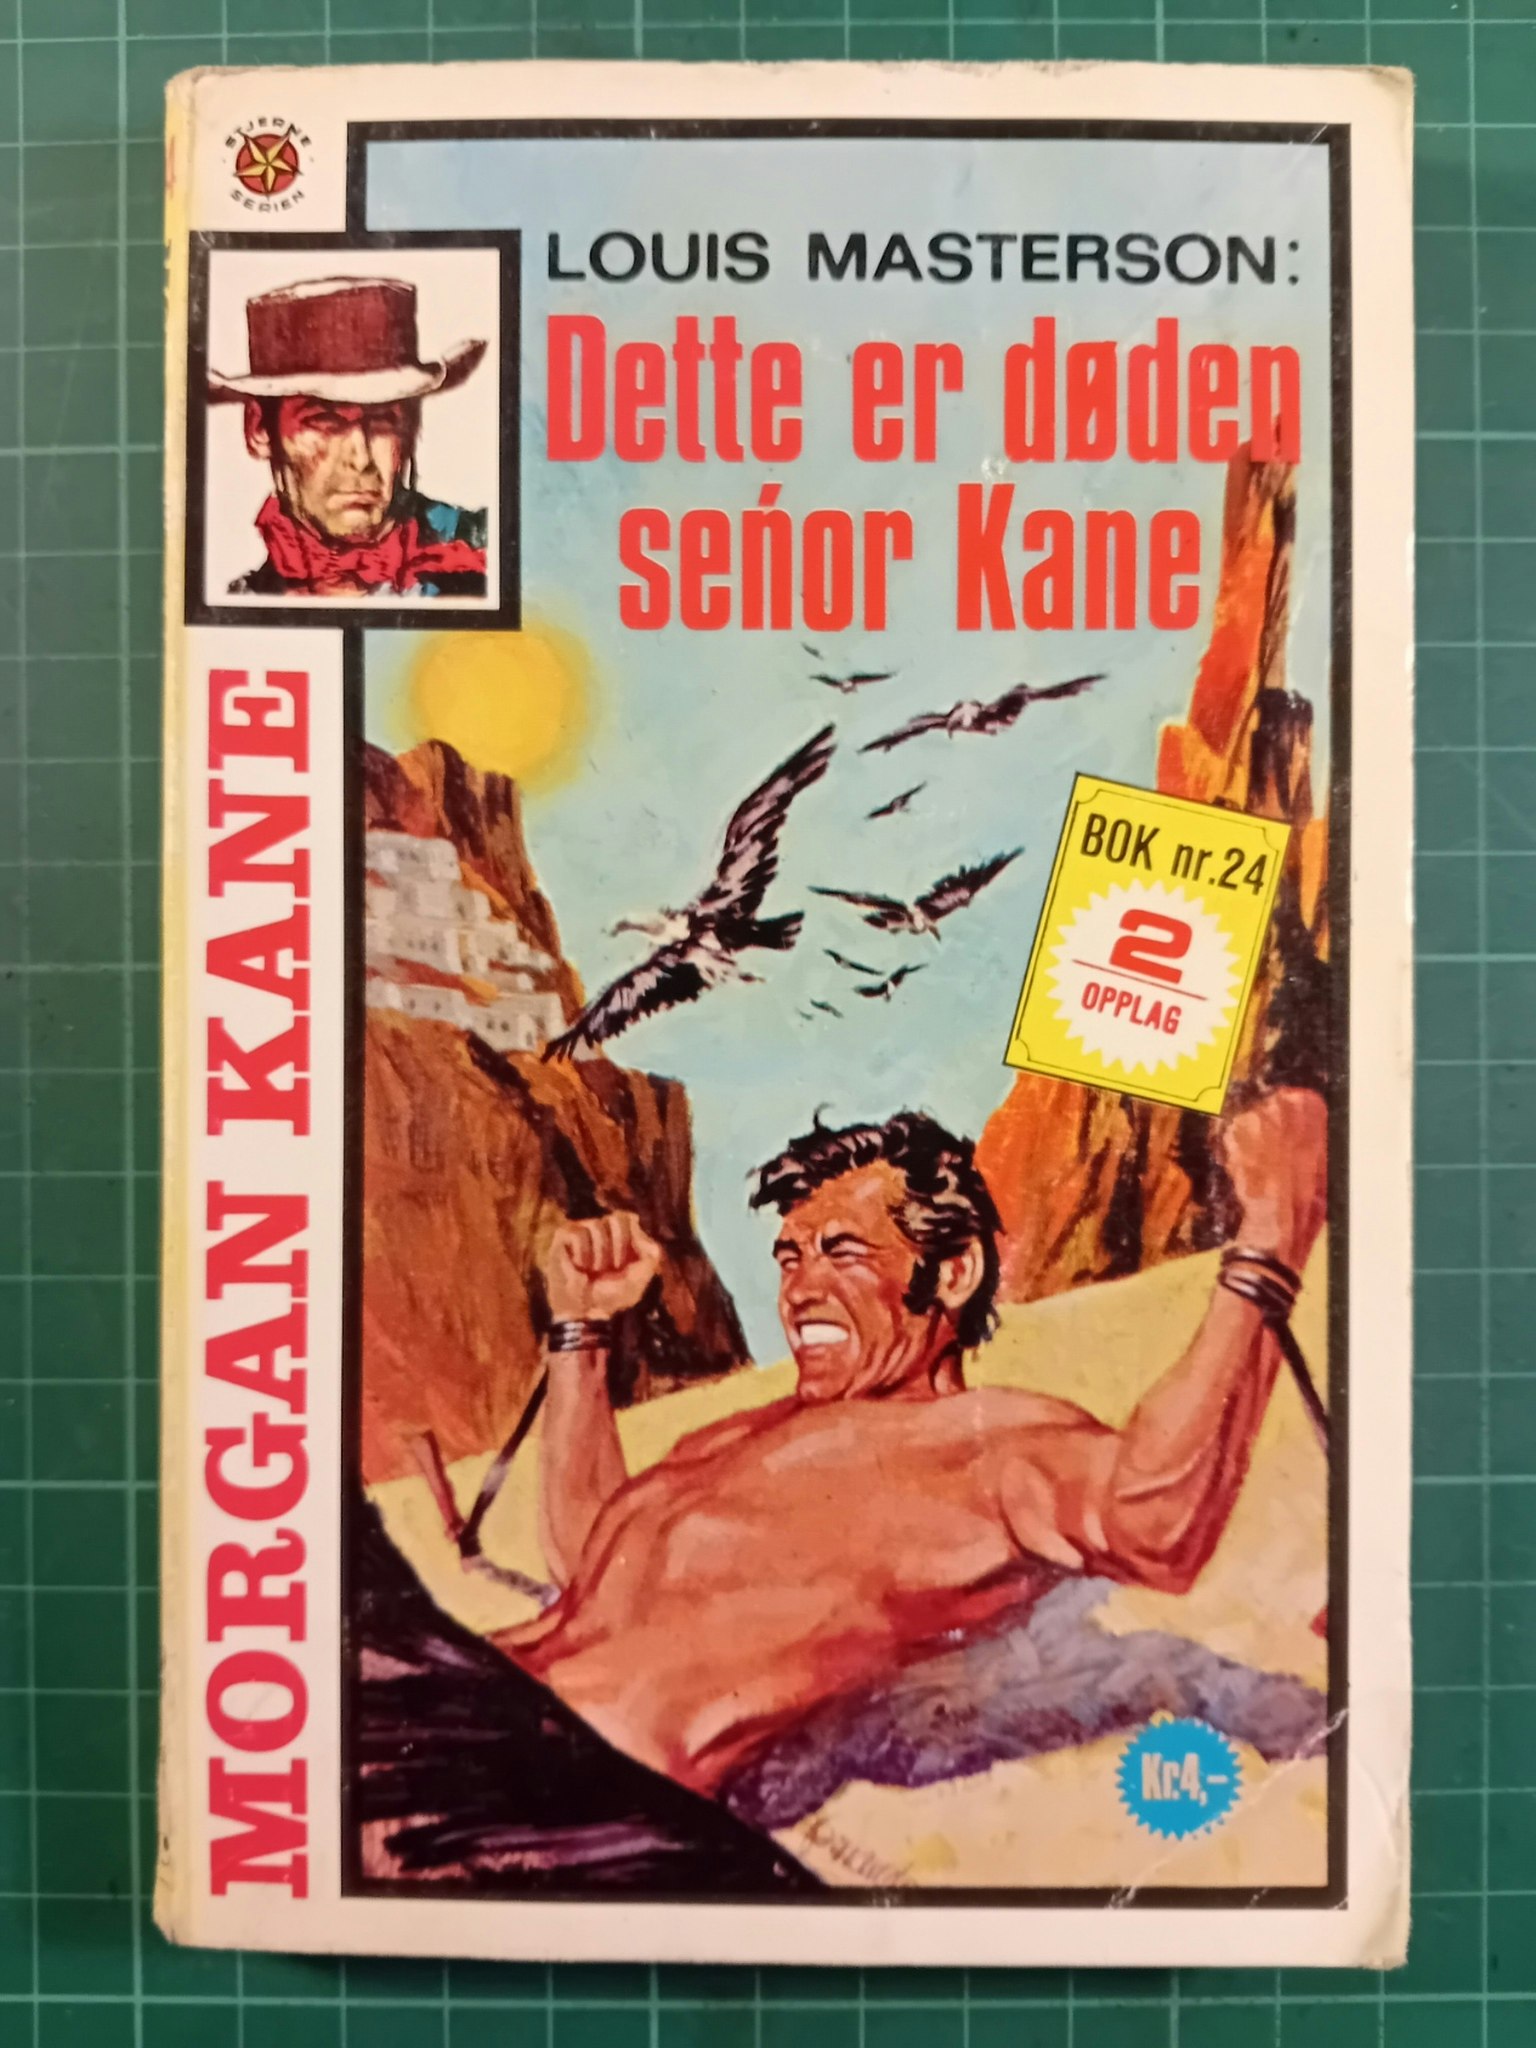 STJERNE
SERIEN
LOUIS MASTERSON:
Dette er døden
seńor Kane
MORGAN KANE
BOK nr.24
2
OPPLAG
Kr.4,-